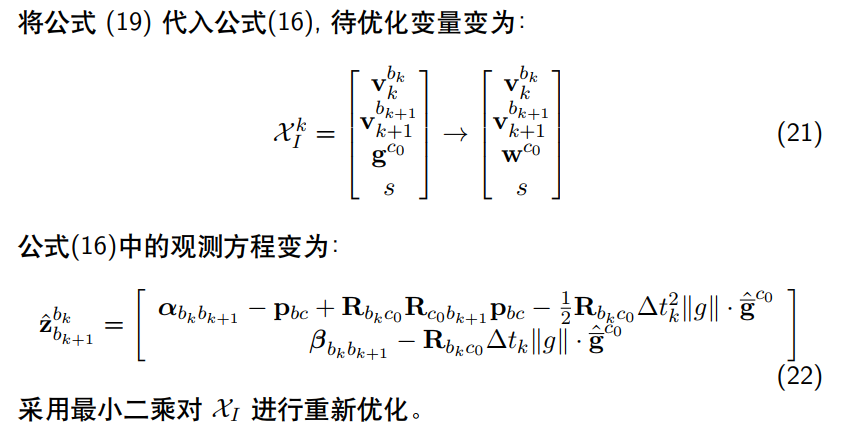 将公式 (19) 代入公式(16), 待优化变量变为:
$$\mathcal{X}_I^k = \begin{bmatrix} \mathbf{v}_k^{b_k} \\ \mathbf{v}_{k+1}^{b_{k+1}} \\ \mathbf{g}^{c_0} \\ s \end{bmatrix} \rightarrow \begin{bmatrix} \mathbf{v}_k^{b_k} \\ \mathbf{v}_{k+1}^{b_{k+1}} \\ \mathbf{w}^{c_0} \\ s \end{bmatrix} \quad (21)$$
公式(16)中的观测方程变为:
$$\hat{\mathbf{z}}_{b_{k+1}}^{b_k} = \begin{bmatrix} \boldsymbol{\alpha}_{b_k b_{k+1}} - \mathbf{p}_{bc} + \mathbf{R}_{b_k c_0} \mathbf{R}_{c_0 b_{k+1}} \mathbf{p}_{bc} - \frac{1}{2} \mathbf{R}_{b_k c_0} \Delta t_k^2 \|g\| \cdot \hat{\bar{\mathbf{g}}}^{c_0} \\ \boldsymbol{\beta}_{b_k b_{k+1}} - \mathbf{R}_{b_k c_0} \Delta t_k \|g\| \cdot \hat{\bar{\mathbf{g}}}^{c_0} \end{bmatrix} \quad (22)$$
采用最小二乘对 $\mathcal{X}_I$ 进行重新优化。